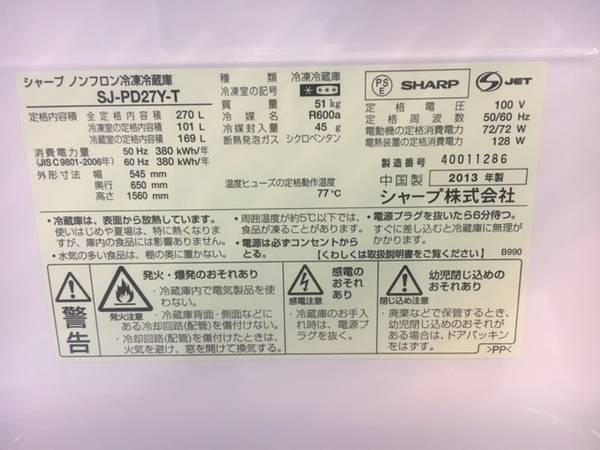 シャープ ノンフロン冷凍冷蔵庫
SJ-PD27Y-T
定格内容積 270 L
冷凍室の定格内容積 101 L
冷蔵室の定格内容積 169 L
消費電力量 50 Hz 380 kWh/年
(JIS C 9801-2006年) 60 Hz 380 kWh/年
外形寸法 幅 545 mm
奥行 650 mm
高さ 1560 mm
種類 冷凍冷蔵庫
冷凍室の記号
質量 51 kg
冷媒名 R600a
冷媒封入量 45 g
断熱発泡ガス シクロペンタン
温度ヒューズの定格動作温度
77℃
PS
E
SHARP
JET
定格電圧 100 V
定格周波数 50/60 Hz
電動機の定格消費電力 72/72 W
電熱装置の定格消費電力 128 W
製造番号 40011286
中国製 2013 年製
シャープ株式会社
•冷蔵庫は、表面から放熱しています。
使いはじめや夏場は、特に熱くなりま
すが、庫内の食品には影響ありません。
•水気の多い食品は、棚の奥に置かない。
•周囲温度が約5℃以下では、
食品が凍ることがあります。
•電源は必ずコンセントから
とる。
•電源プラグを抜いたら6分待つ。
すぐに差し込むと冷蔵庫に無理が
かかります。
【くわしくは取扱説明書をご覧ください】
B990
警告
発火・爆発のおそれあり
発火注意
•冷蔵庫内で電気製品を使
わない。
•冷蔵庫背面・側面などに
ある冷却回路(配管)を傷付けない。
•冷却回路(配管)を傷付けたときは、
火気を避け、窓を開けて換気する。
感電の
おそれあり
感電注意
•冷蔵庫のお手入
れ時は、電源プ
ラグを抜く。
幼児閉じ込めの
おそれあり
閉じ込め注意
•廃棄などで保管するとき、
幼児閉じ込めのおそれが
ある場合は、ドアパッキン
をはずす。
>PP<